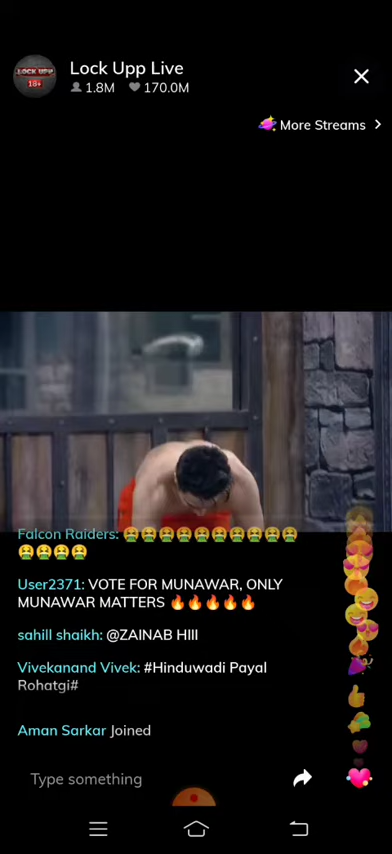 LOCK UPP
18+
Lock Upp Live
1.8M 170.0M
More Streams
Falcon Raiders: 🤮🤮🤮🤮🤮🤮🤮🤮🤮🤮
🤮🤮🤮🤮
User2371: VOTE FOR MUNAWAR, ONLY
MUNAWAR MATTERS 🔥🔥🔥🔥🔥
sahill shaikh: @ZAINAB HIII
Vivekanand Vivek: #Hinduwadi Payal
Rohatgi#
Aman Sarkar Joined
Type something